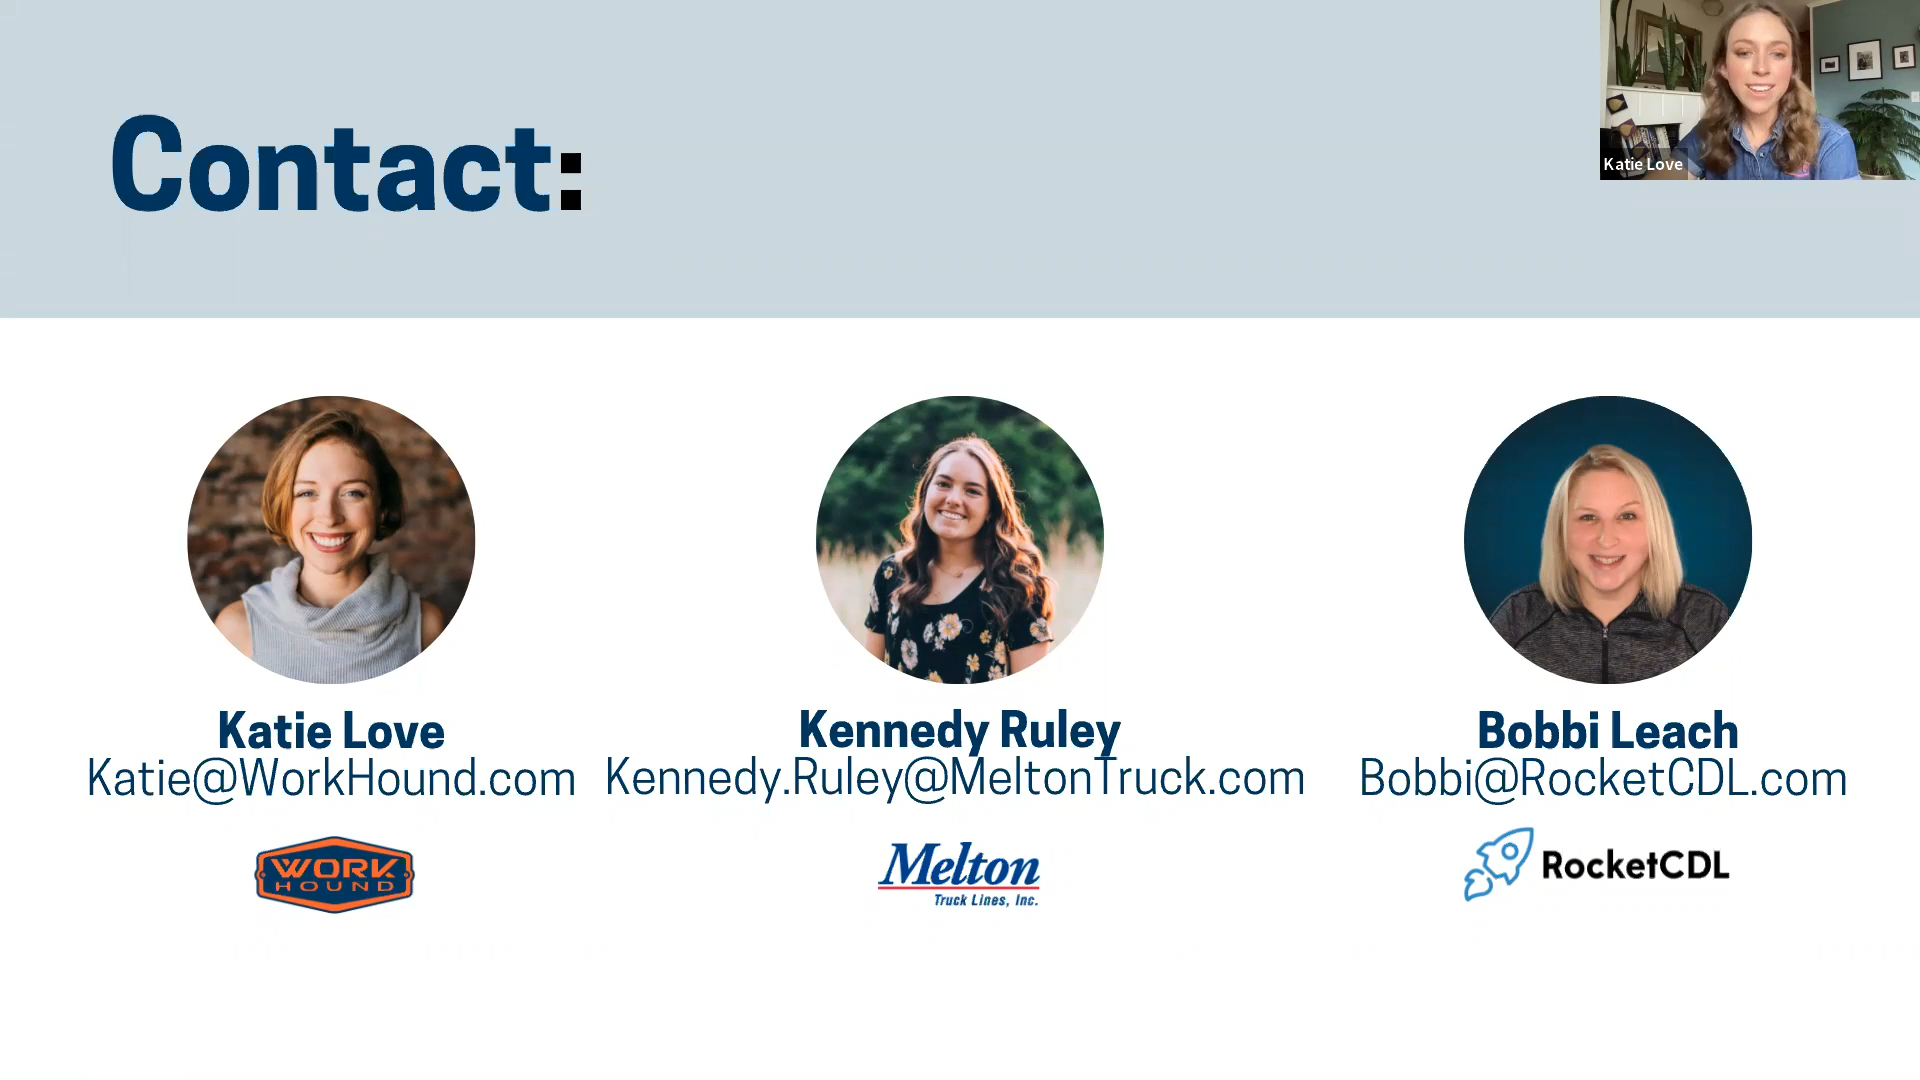 Contact:
Katie Love
Katie Love
Katie@WorkHound.com
WORK
HOUND
Kennedy Ruley
Kennedy.Ruley@MeltonTruck.com
Melton
Truck Lines, Inc.
Bobbi Leach
Bobbi@RocketCDL.com
RocketCDL